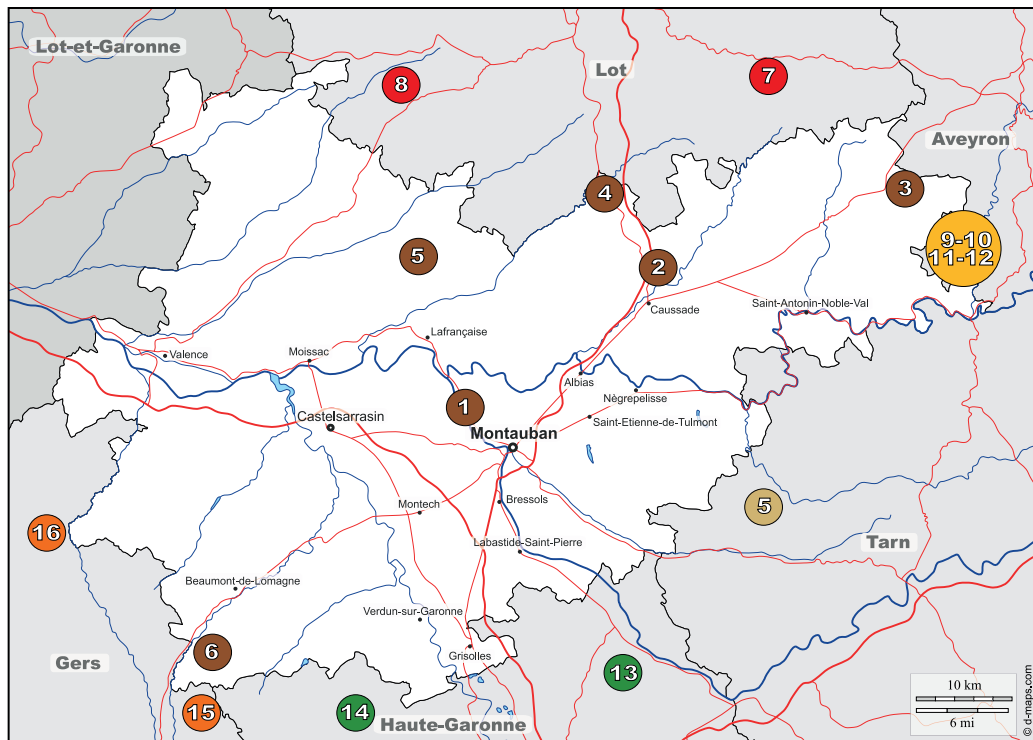 Lot-et-Garonne
Lot
7
8
Aveyron
3
4
9-10
11-12
5
2
Saint-Antonin-Noble-Val
Caussade
Lafrançaise
Valence
Moissac
Albias
Nègrepelisse
1
Castelsarrasin
Saint-Etienne-de-Tulmont
Montauban
Bressols
Montech
5
16
Labastide-Saint-Pierre
Tarn
Beaumont-de-Lomagne
Verdun-sur-Garonne
6
Grisolles
Gers
13
10 km
15
14
Haute-Garonne
6 mi
© d-maps.com